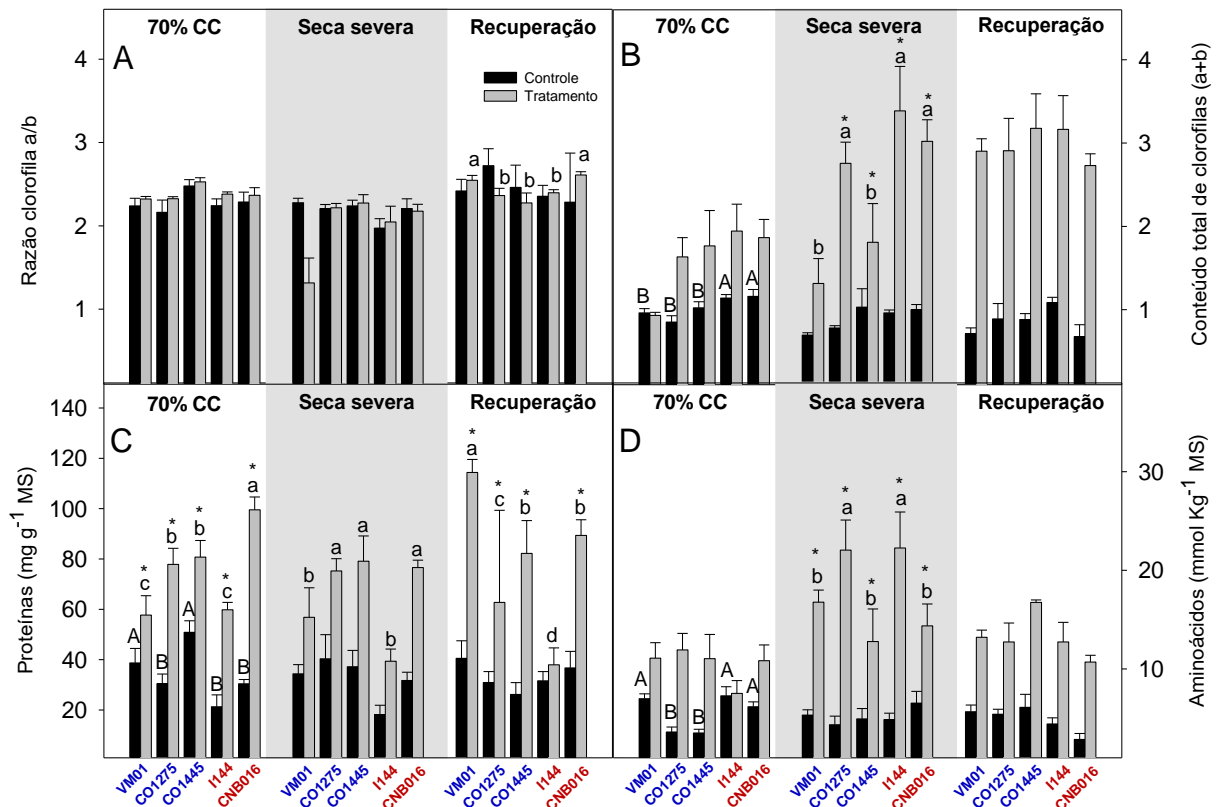 70% CC Seca severa Recuperação
A
Controle
Tratamento
Razão clorofila a/b
4
3
2
1
a b b b a
70% CC Seca severa Recuperação
B
Conteúdo total de clorofilas (a+b)
4
3
2
1
B B B A A
b * a * b * a * a
70% CC Seca severa Recuperação
C
Proteínas (mg g⁻¹ MS)
140
120
100
80
60
40
20
A * c B * b A * b B * c B * a
b a a b a
* a * c * b d * b
70% CC Seca severa Recuperação
D
Aminoácidos (mmol Kg⁻¹ MS)
30
20
10
A B B A A
* b * a * b * a * b
VM01 CO1275 CO1445 I144 CNB016
VM01 CO1275 CO1445 I144 CNB016
VM01 CO1275 CO1445 I144 CNB016
VM01 CO1275 CO1445 I144 CNB016
VM01 CO1275 CO1445 I144 CNB016
VM01 CO1275 CO1445 I144 CNB016